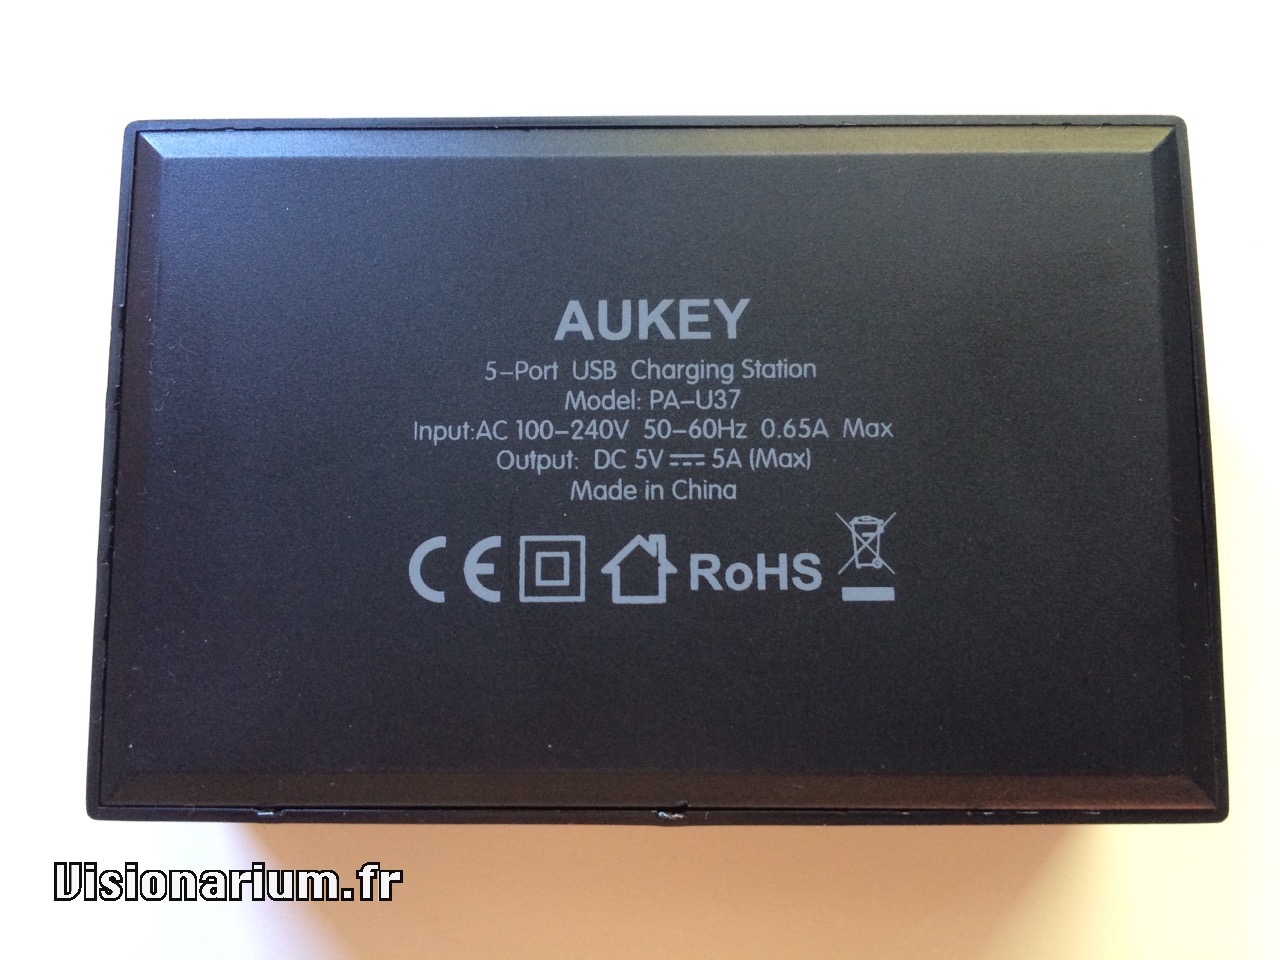 AUKEY
5-Port USB Charging Station
Model: PA-U37
Input:AC 100-240V 50-60Hz 0.65A Max
Output: DC 5V ⎓ 5A (Max)
Made in China
CE RoHS
Visionarium.fr